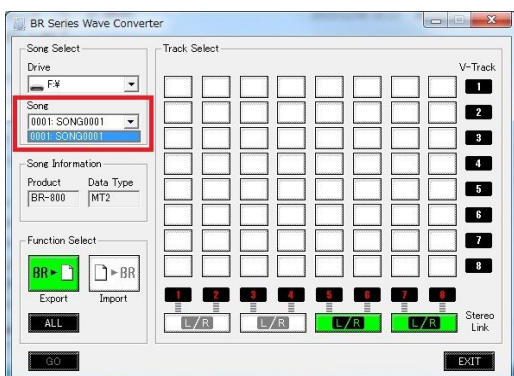 BR Series Wave Converter
Song Select
Drive
F:¥
Song
0001: SONG0001
0001: SONG0001
Song Information
Product Data Type
BR-800 MT2
Function Select
BR BR
Export Import
ALL
GO
Track Select
V-Track
1
2
3
4
5
6
7
8
1 2 3 4 5 6 7 8
L/R L/R L/R L/R
Stereo
Link
EXIT